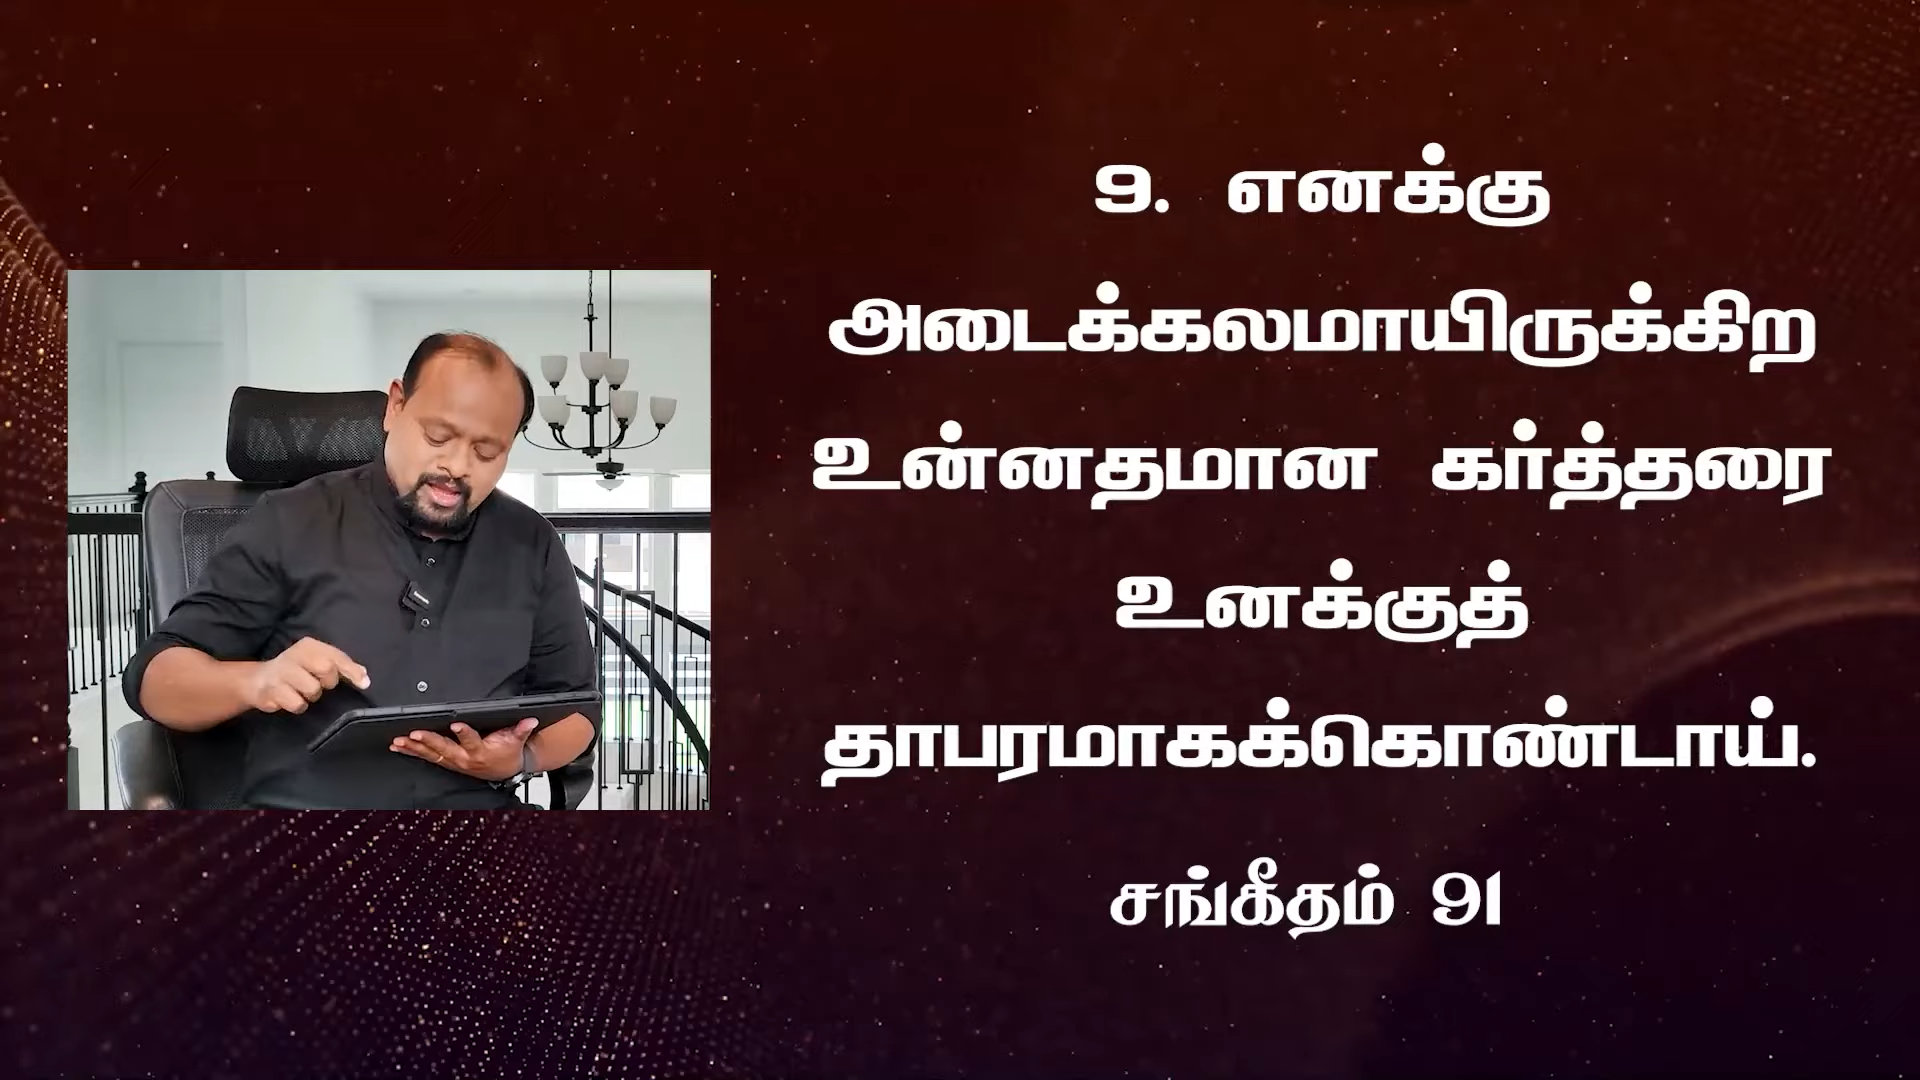 9. எனக்கு
அடைக்கலமாயிருக்கிற
உன்னதமான கர்த்தரை
உனக்குத்
தாபரமாகக்கொண்டாய்.
சங்கீதம் 91